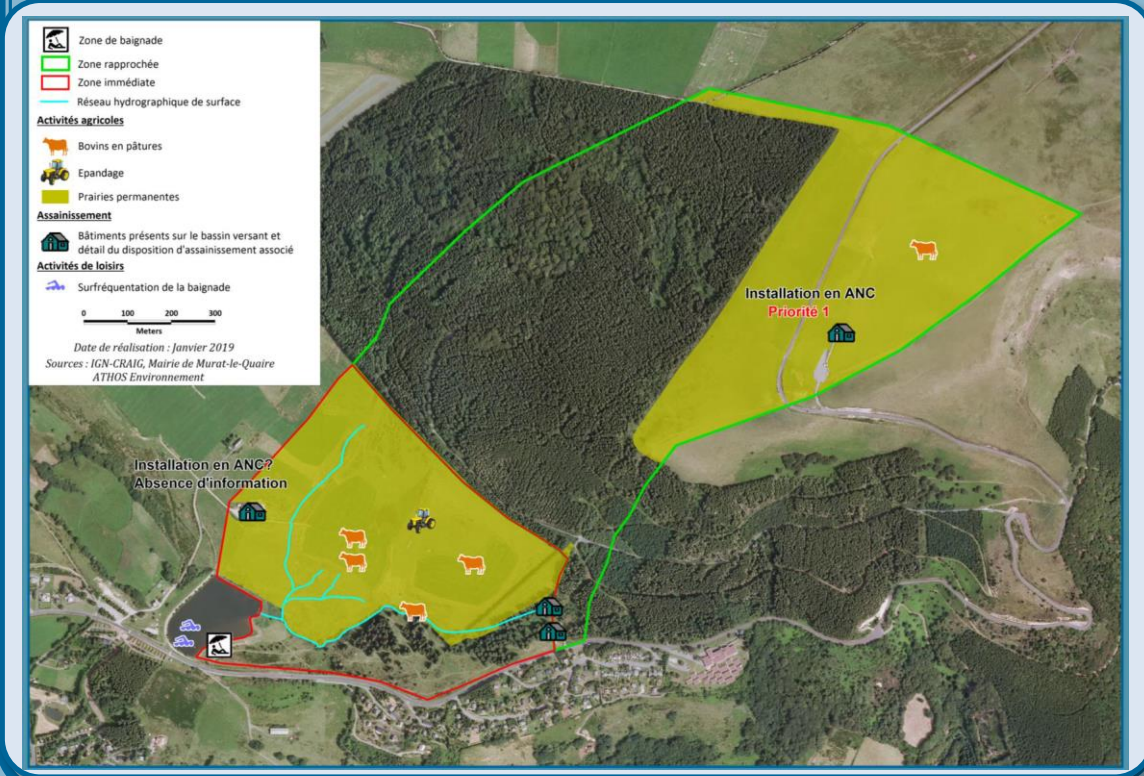 Zone de baignade
Zone rapprochée
Zone immédiate
Réseau hydrographique de surface
Activités agricoles
Bovins en pâtures
Epandage
Prairies permanentes
Assainissement
Bâtiments présents sur le bassin versant et
détail du disposition d'assainissement associé
Activités de loisirs
Surfréquentation de la baignade
0 100 200 300
Meters
Date de réalisation : Janvier 2019
Sources : IGN-CRAIG, Mairie de Murat-le-Quaire
ATHOS Environnement
Installation en ANC
Priorité 1
Installation en ANC?
Absence d'information